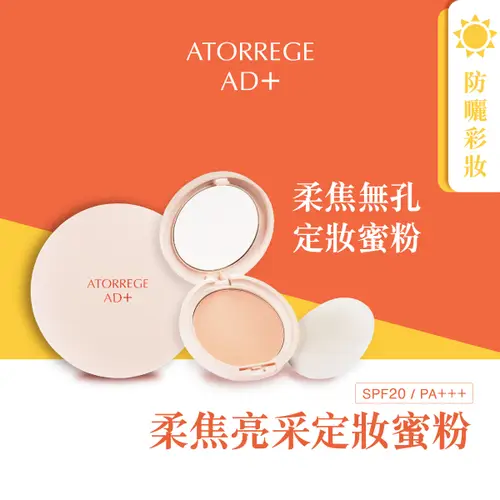 ATORREGE
AD+
防曬彩妝
柔焦無孔
定妝蜜粉
ATORREGE
AD+
SPF20 / PA+++
柔焦亮采定妝蜜粉